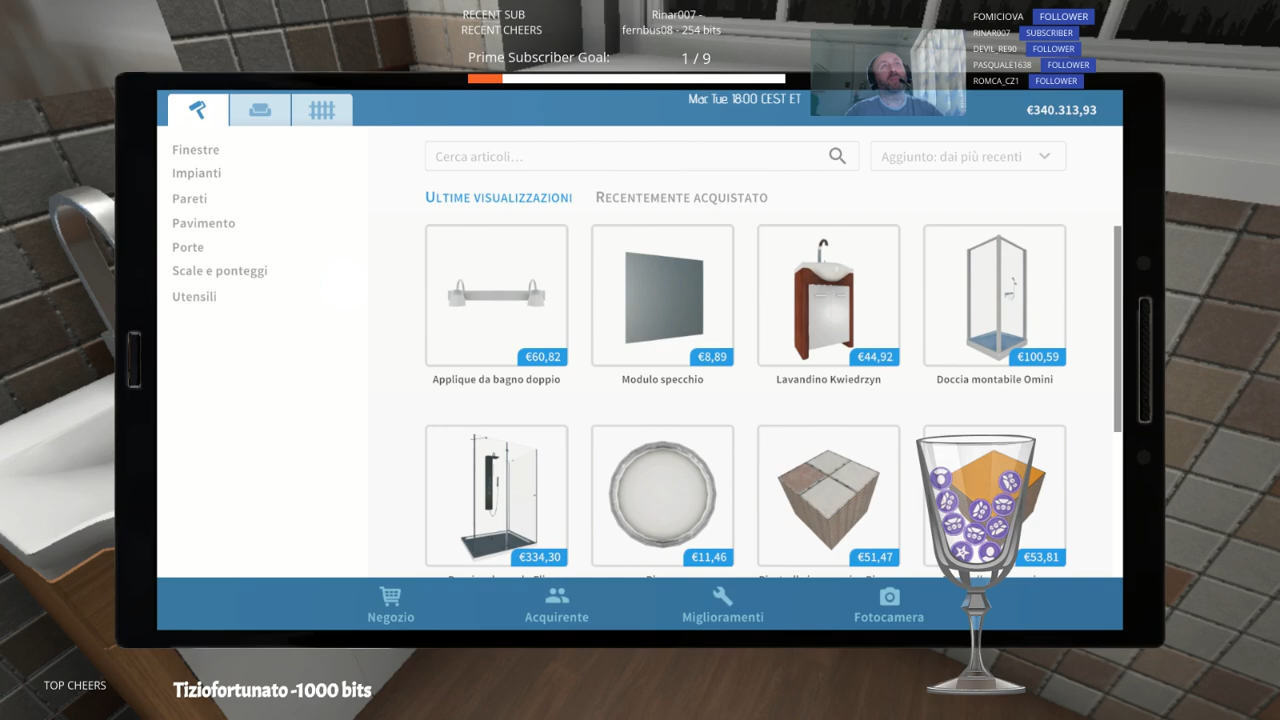 RECENT SUB
Rinar007 -
RECENT CHEERS
fernbus08 - 254 bits
Prime Subscriber Goal:
1 / 9
FOMICIOVA FOLLOWER
RINAR007 SUBSCRIBER
DEVIL_RE90 FOLLOWER
PASQUALE1638 FOLLOWER
ROMCA_CZ1 FOLLOWER
Mar Tue 18:00 CEST ET
€340.313,93
Finestre
Impianti
Pareti
Pavimento
Porte
Scale e ponteggi
Utensili
Cerca articoli...
Aggiunto: dai più recenti
ULTIME VISUALIZZAZIONI
RECENTEMENTE ACQUISTATO
€60,82
€8,89
€44,92
€100,59
Applique da bagno doppio
Modulo specchio
Lavandino Kwiedrzyn
Doccia montabile Omini
€334,30
€11,46
€51,47
€53,81
Negozio
Acquirente
Miglioramenti
Fotocamera
TOP CHEERS
Tiziofortunato -1000 bits